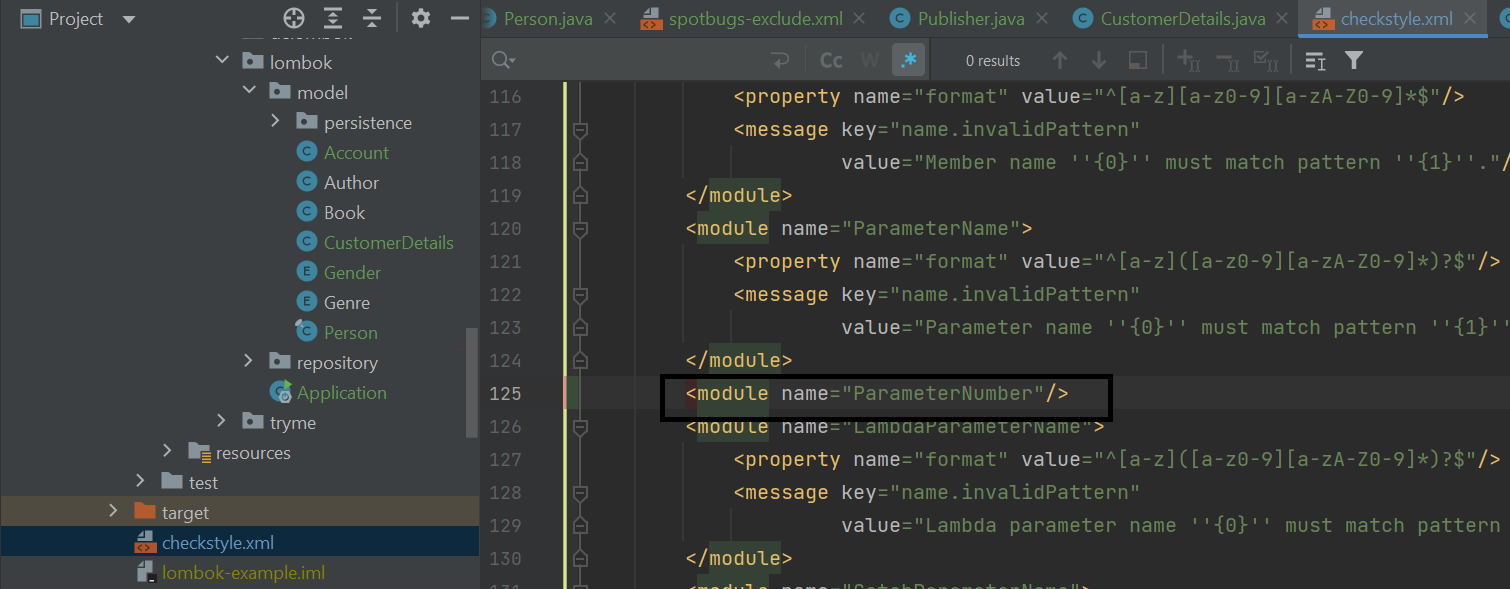 Project
Person.java
spotbugs-exclude.xml
Publisher.java
CustomerDetails.java
checkstyle.xml
Cc
W
.*
0 results
lombok
model
persistence
Account
Author
Book
CustomerDetails
Gender
Genre
Person
repository
Application
tryme
resources
test
target
checkstyle.xml
lombok-example.iml
116 <property name="format" value="^[a-z][a-z0-9][a-zA-Z0-9]*$"/>
117 <message key="name.invalidPattern"
118 value="Member name ''{0}'' must match pattern ''{1}''."/
119 </module>
120 <module name="ParameterName">
121 <property name="format" value="^[a-z]([a-z0-9][a-zA-Z0-9]*)?$"/>
122 <message key="name.invalidPattern"
123 value="Parameter name ''{0}'' must match pattern ''{1}''
124 </module>
125 <module name="ParameterNumber"/>
126 <module name="LambdaParameterName">
127 <property name="format" value="^[a-z]([a-z0-9][a-zA-Z0-9]*)?$"/>
128 <message key="name.invalidPattern"
129 value="Lambda parameter name ''{0}'' must match pattern
130 </module>